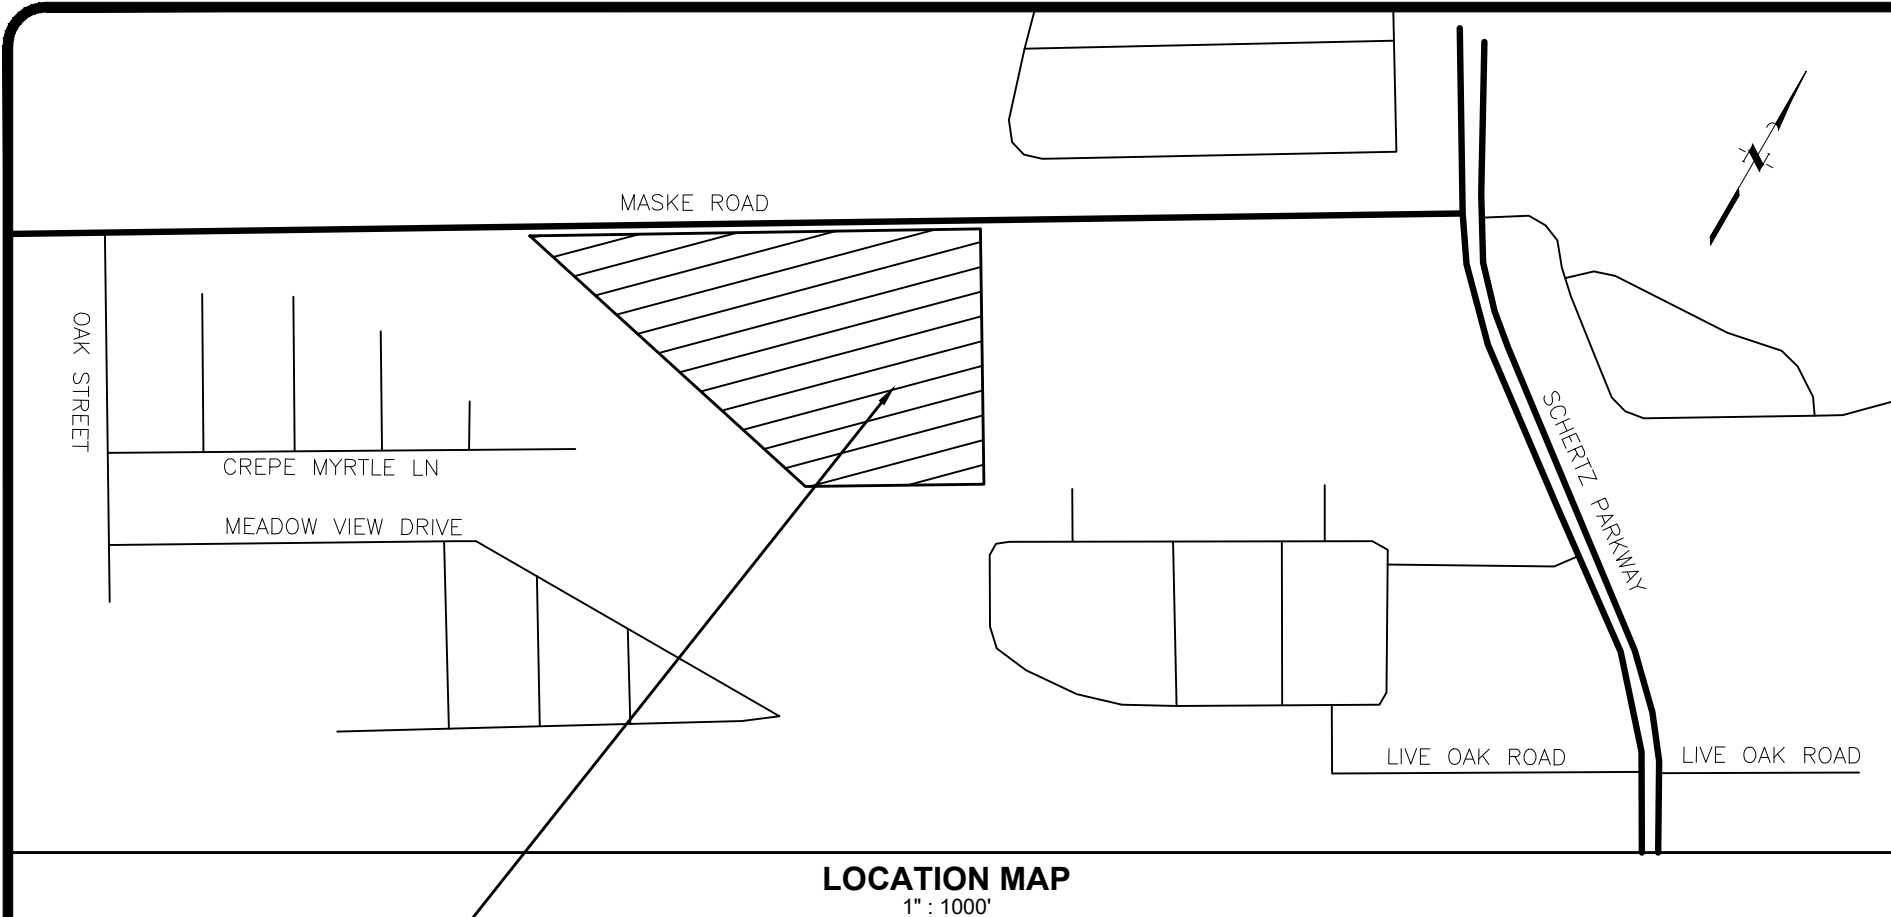 MASKE ROAD
N
OAK STREET
SCHERTZ PARKWAY
CREPE MYRTLE LN
MEADOW VIEW DRIVE
LIVE OAK ROAD
LIVE OAK ROAD
LOCATION MAP
1" : 1000'